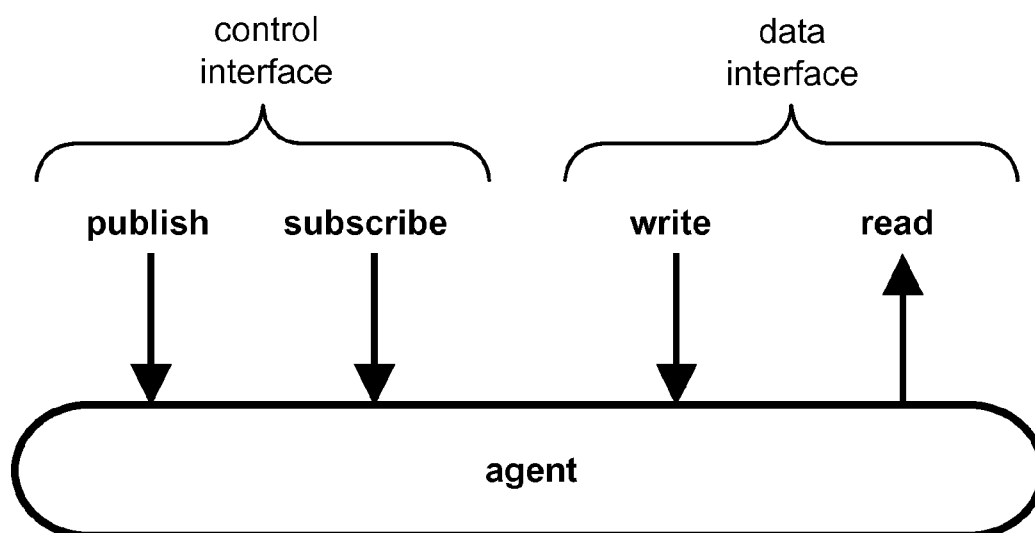 control
interface
data
interface
publish
subscribe
write
read
agent